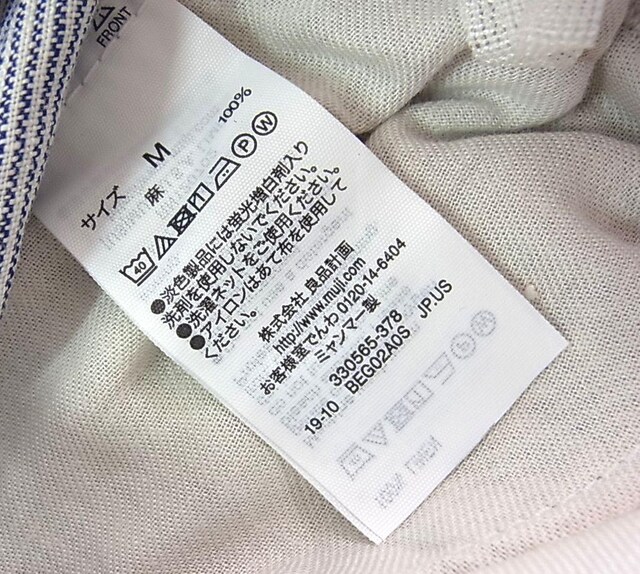 FRONT
サイズ M
麻 100%
40 P W
●淡色製品には蛍光増白剤入り
洗剤を使用しないでください。
●洗濯ネットをご使用ください。
●アイロンはあて布を使用して
ください。
株式会社 良品計画
http://www.muji.com
お客様室でんわ 0120-14-6404
ミャンマー製
330565-378
19-10 BEG02A0S JPUS
100% LINEN